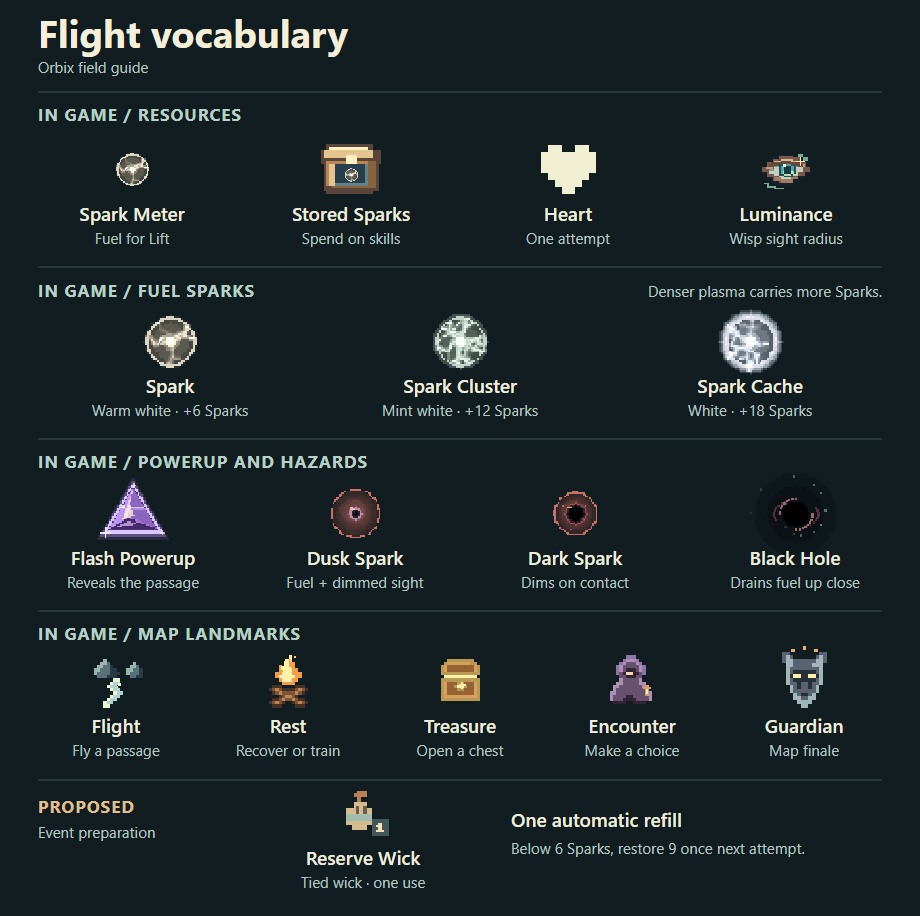 Flight vocabulary
Orbix field guide
IN GAME / RESOURCES
Spark Meter
Fuel for Lift
Stored Sparks
Spend on skills
Heart
One attempt
Luminance
Wisp sight radius
IN GAME / FUEL SPARKS
Denser plasma carries more Sparks.
Spark
Warm white · +6 Sparks
Spark Cluster
Mint white · +12 Sparks
Spark Cache
White · +18 Sparks
IN GAME / POWERUP AND HAZARDS
Flash Powerup
Reveals the passage
Dusk Spark
Fuel + dimmed sight
Dark Spark
Dims on contact
Black Hole
Drains fuel up close
IN GAME / MAP LANDMARKS
Flight
Fly a passage
Rest
Recover or train
Treasure
Open a chest
Encounter
Make a choice
Guardian
Map finale
PROPOSED
Event preparation
1
Reserve Wick
Tied wick · one use
One automatic refill
Below 6 Sparks, restore 9 once next attempt.